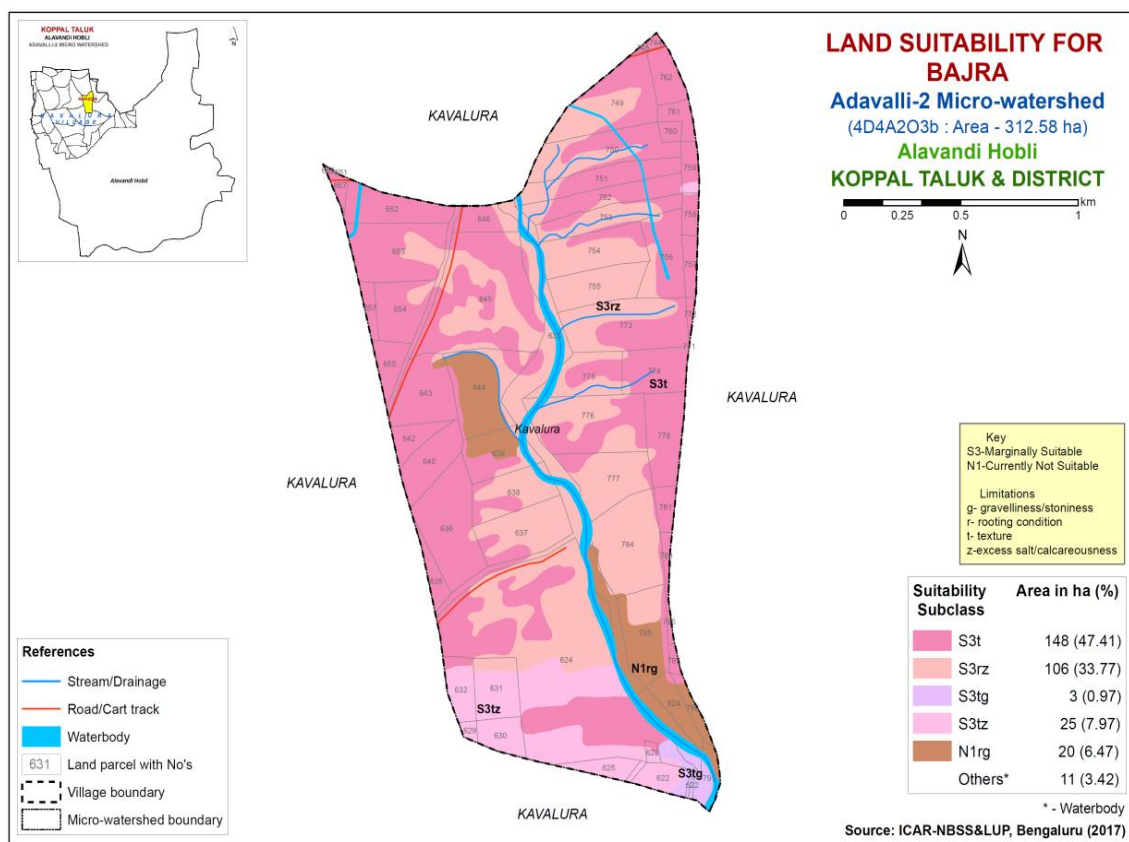 KOPPAL TALUK
ALAVANDI HOBLI
ADAVALLI-2 MICRO WATERSHED
N
KAVALURA
VILLAGE
Alavandi Hobli
LAND SUITABILITY FOR
BAJRA
Adavalli-2 Micro-watershed
(4D4A2O3b : Area - 312.58 ha)
Alavandi Hobli
KOPPAL TALUK & DISTRICT
km
0 0.25 0.5 1
N
KAVALURA
762
749
761
760
750
759
751
752
753
758
652
646
754
756
653
755
645
S3rz
657
654
773
771
655
775
774
S3t
643
644
776
KAVALURA
Kavalura
778
642
640
KAVALURA
777
638
781
636
637
784
635
785
624
N1rg
632
631
S3tz
624
629
630
625
622
S3tg
KAVALURA
Key
S3-Marginally Suitable
N1-Currently Not Suitable
Limitations
g- gravelliness/stoniness
r- rooting condition
t- texture
z-excess salt/calcareousness
Suitability Subclass Area in ha (%)
S3t 148 (47.41)
S3rz 106 (33.77)
S3tg 3 (0.97)
S3tz 25 (7.97)
N1rg 20 (6.47)
Others* 11 (3.42)
* - Waterbody
Source: ICAR-NBSS&LUP, Bengaluru (2017)
References
Stream/Drainage
Road/Cart track
Waterbody
631 Land parcel with No's
Village boundary
Micro-watershed boundary